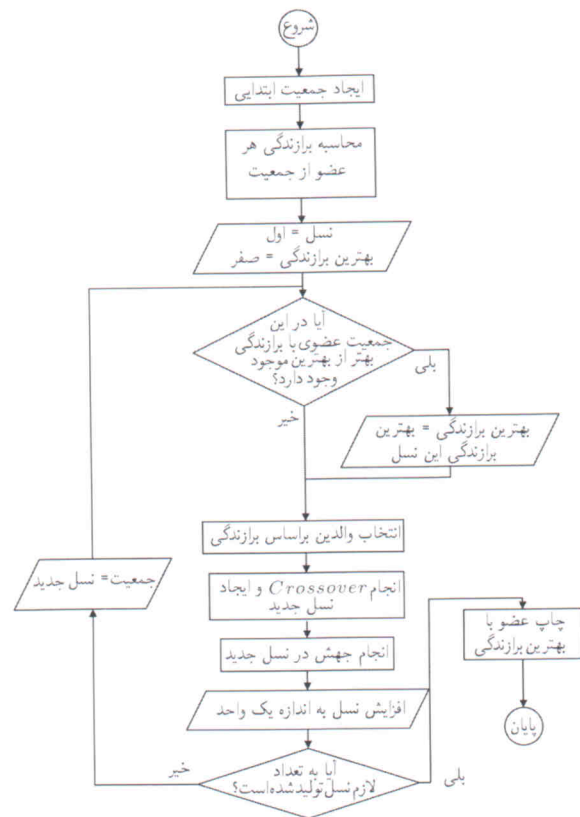 شروع
ایجاد جمعیت ابتدایی
محاسبه برازندگی هر
عضو از جمعیت
نسل = اول
بهترین برازندگی = صفر
آیا در این
جمعیت عضوی با برازندگی
بهتر از بهترین موجود
وجود دارد؟
بلی
خیر
بهترین برازندگی = بهترین
برازندگی این نسل
انتخاب والدین براساس برازندگی
جمعیت = نسل جدید
انجام Crossover و ایجاد
نسل جدید
انجام جهش در نسل جدید
افزایش نسل به اندازه یک واحد
آیا به تعداد
لازم نسل تولید شده است؟
خیر
بلی
چاپ عضو با
بهترین برازندگی
پایان